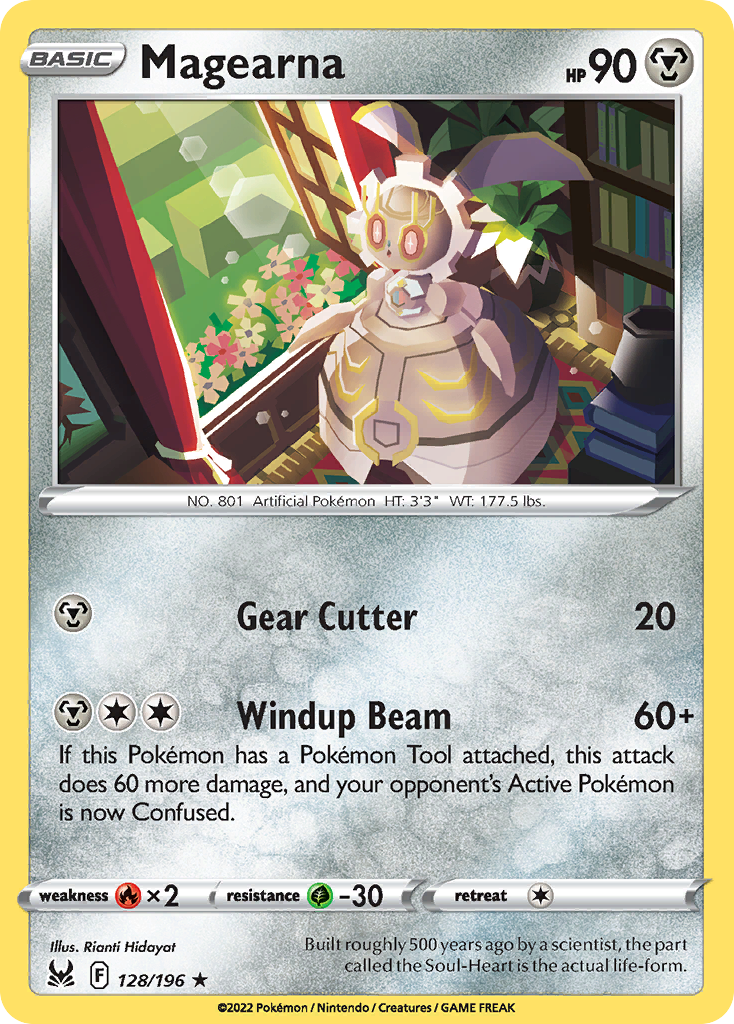 BASIC
Magearna
HP 90
NO. 801 Artificial Pokémon HT: 3'3" WT: 177.5 lbs.
Gear Cutter 20
Windup Beam 60+
If this Pokémon has a Pokémon Tool attached, this attack
does 60 more damage, and your opponent's Active Pokémon
is now Confused.
weakness ×2 resistance -30 retreat
Illus. Rianti Hidayat
Built roughly 500 years ago by a scientist, the part
called the Soul-Heart is the actual life-form.
F 128/196 ★
©2022 Pokémon / Nintendo / Creatures / GAME FREAK